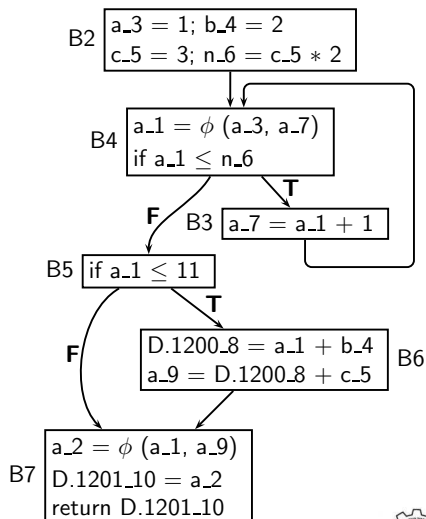 B2
a_3 = 1; b_4 = 2
c_5 = 3; n_6 = c_5 * 2
B4
a_1 = ϕ (a_3, a_7)
if a_1 ≤ n_6
F
T
B3
a_7 = a_1 + 1
B5
if a_1 ≤ 11
F
T
D.1200_8 = a_1 + b_4
a_9 = D.1200_8 + c_5
B6
B7
a_2 = ϕ (a_1, a_9)
D.1201_10 = a_2
return D.1201_10